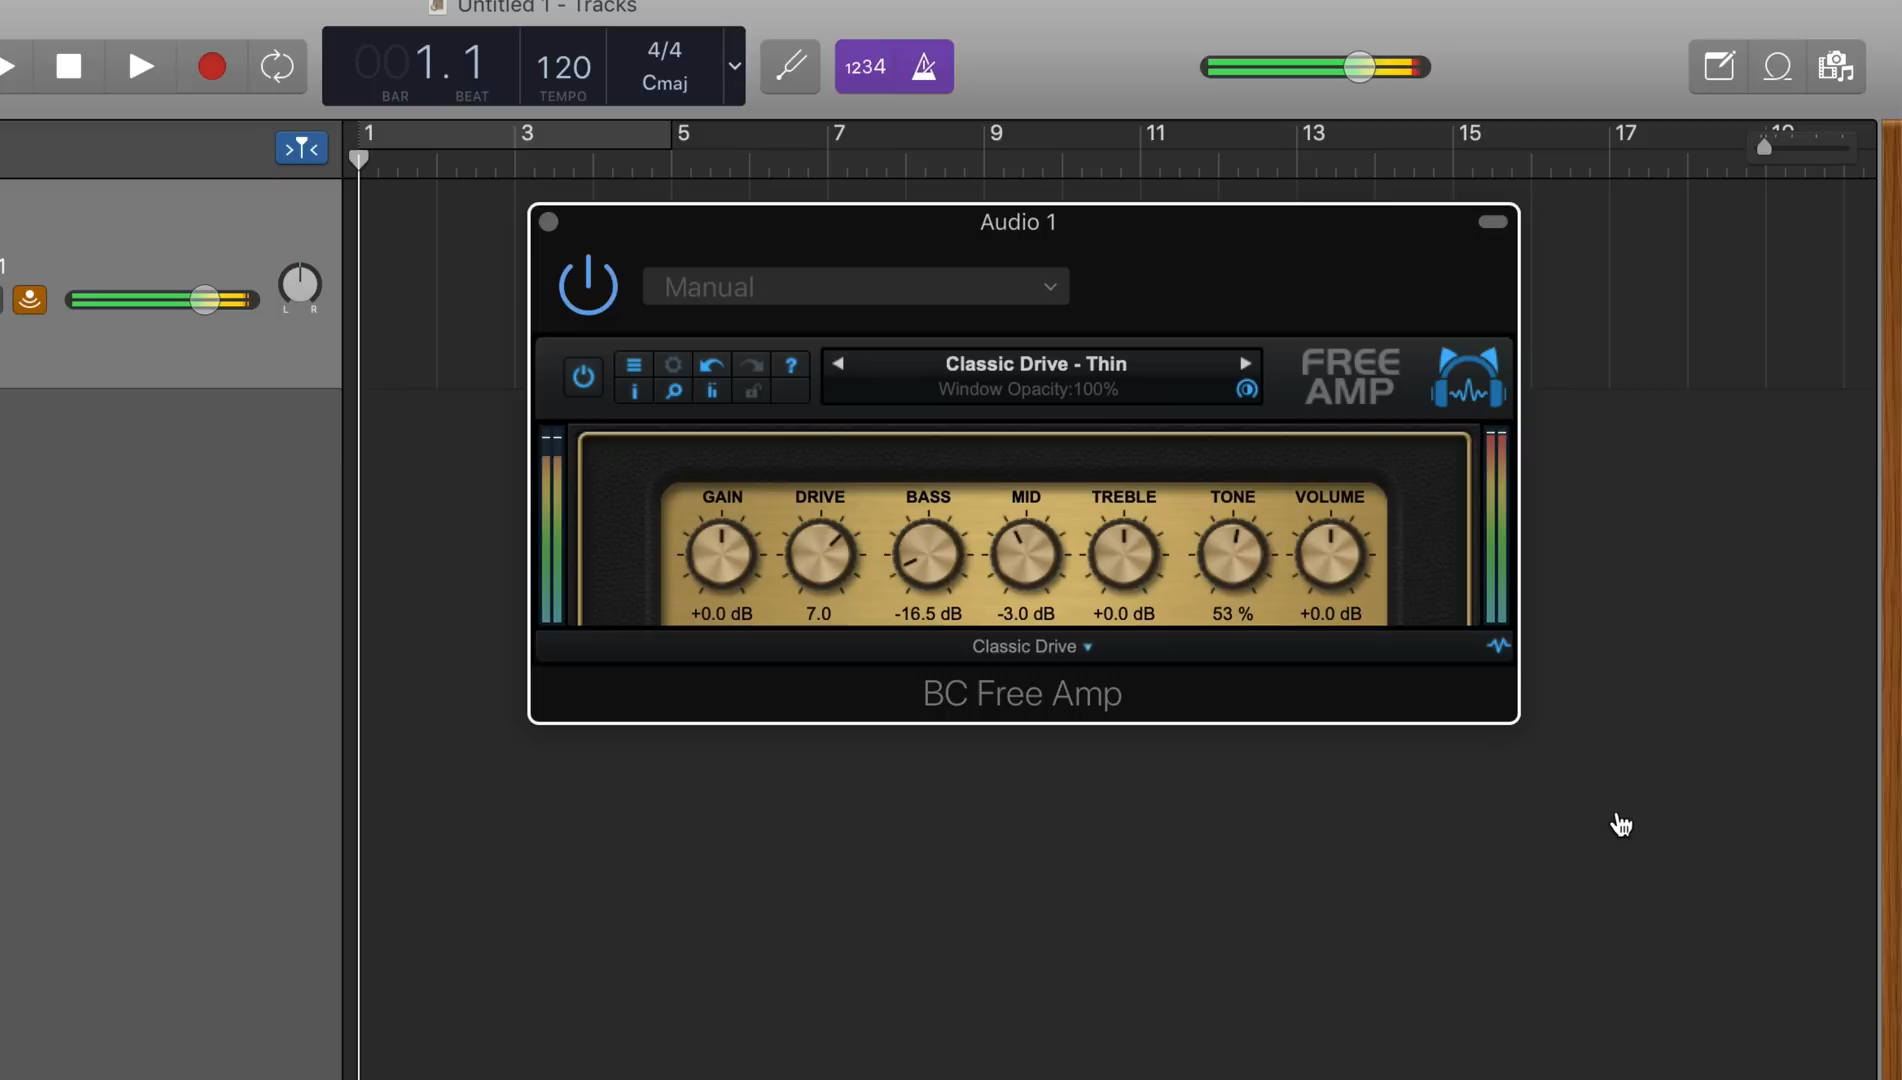 Untitled 1 - Tracks
001. 1
BAR BEAT
120
TEMPO
4/4
Cmaj
1234
1 3 5 7 9 11 13 15 17 19
1
L R
Audio 1
Manual
Classic Drive - Thin
Window Opacity:100%
FREE
AMP
GAIN DRIVE BASS MID TREBLE TONE VOLUME
+0.0 dB 7.0 -16.5 dB -3.0 dB +0.0 dB 53 % +0.0 dB
Classic Drive
BC Free Amp